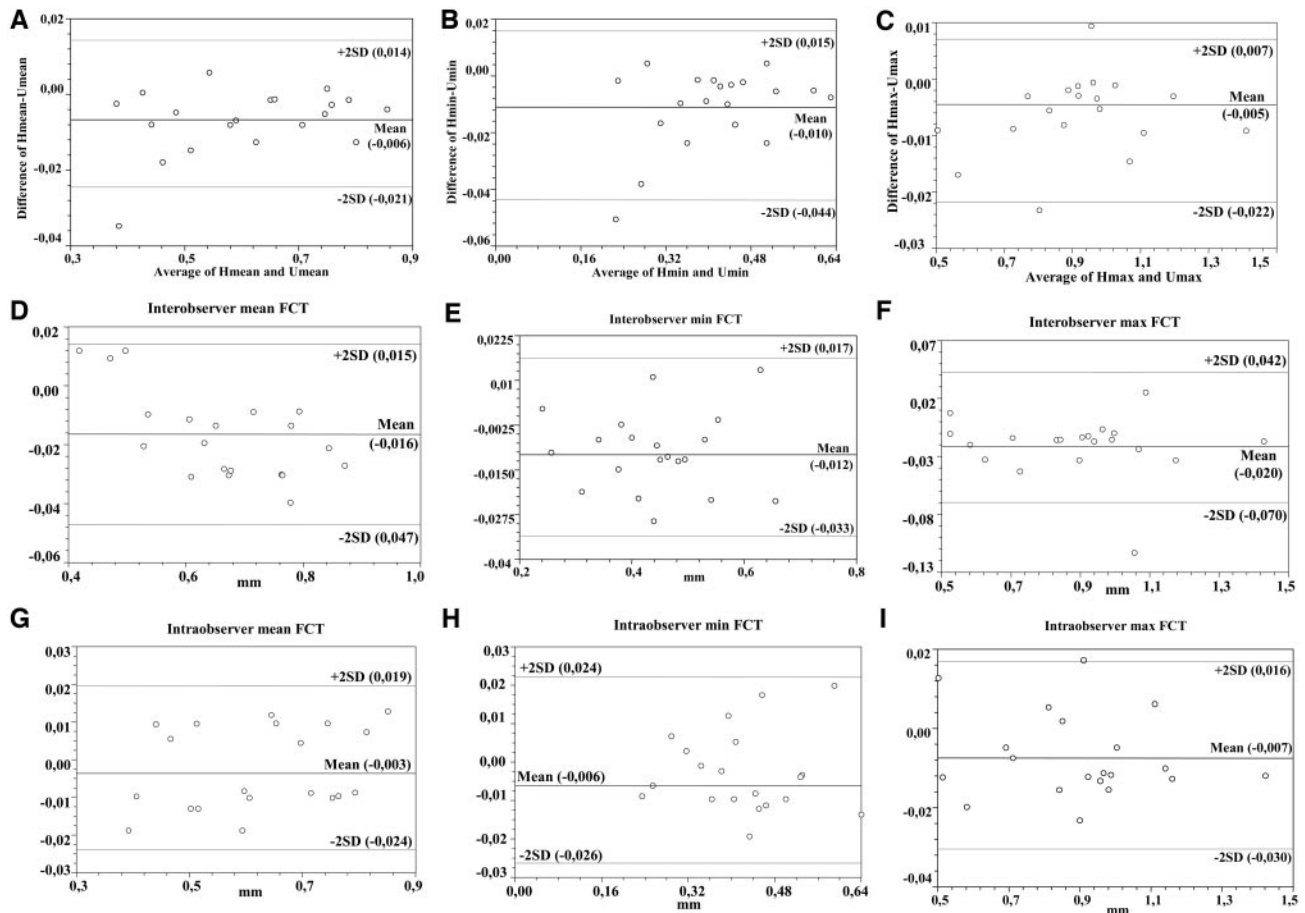 A
Difference of Hmean-Umean
0,02
0,00
-0,02
-0,04
+2SD (0,014)
Mean
(-0,006)
-2SD (-0,021)
0,3
0,5
0,7
0,9
Average of Hmean and Umean
B
Difference of Hmin-Umin
0,02
0,00
-0,02
-0,04
-0,06
+2SD (0,015)
Mean
(-0,010)
-2SD (-0,044)
0,00
0,16
0,32
0,48
0,64
Average of Hmin and Umin
C
Difference of Hmax-Umax
0,01
-0,00
-0,01
-0,02
-0,03
+2SD (0,007)
Mean
(-0,005)
-2SD (-0,022)
0,5
0,7
0,9
1,1
1,3
1,5
Average of Hmax and Umax
D
Interobserver mean FCT
0,02
0,00
-0,02
-0,04
-0,06
+2SD (0,015)
Mean
(-0,016)
-2SD (0,047)
0,4
0,6
0,8
1,0
mm
E
Interobserver min FCT
0,0225
0,01
-0,0025
-0,0150
-0,0275
-0,04
+2SD (0,017)
Mean
(-0,012)
-2SD (-0,033)
0,2
0,4
0,6
0,8
mm
F
Interobserver max FCT
0,07
0,02
-0,03
-0,08
-0,13
+2SD (0,042)
Mean
(-0,020)
-2SD (-0,070)
0,5
0,7
0,9
1,1
1,3
1,5
mm
G
Intraobserver mean FCT
0,03
0,02
0,01
0,00
-0,01
-0,02
-0,03
+2SD (0,019)
Mean (-0,003)
-2SD (-0,024)
0,3
0,5
0,7
0,9
mm
H
Intraobserver min FCT
0,03
0,02
0,01
0,00
-0,01
-0,02
-0,03
+2SD (0,024)
Mean (-0,006)
-2SD (-0,026)
0,00
0,16
0,32
0,48
0,64
mm
I
Intraobserver max FCT
0,02
0,00
-0,02
-0,04
+2SD (0,016)
Mean (-0,007)
-2SD (-0,030)
0,5
0,7
0,9
1,1
1,3
1,5
mm